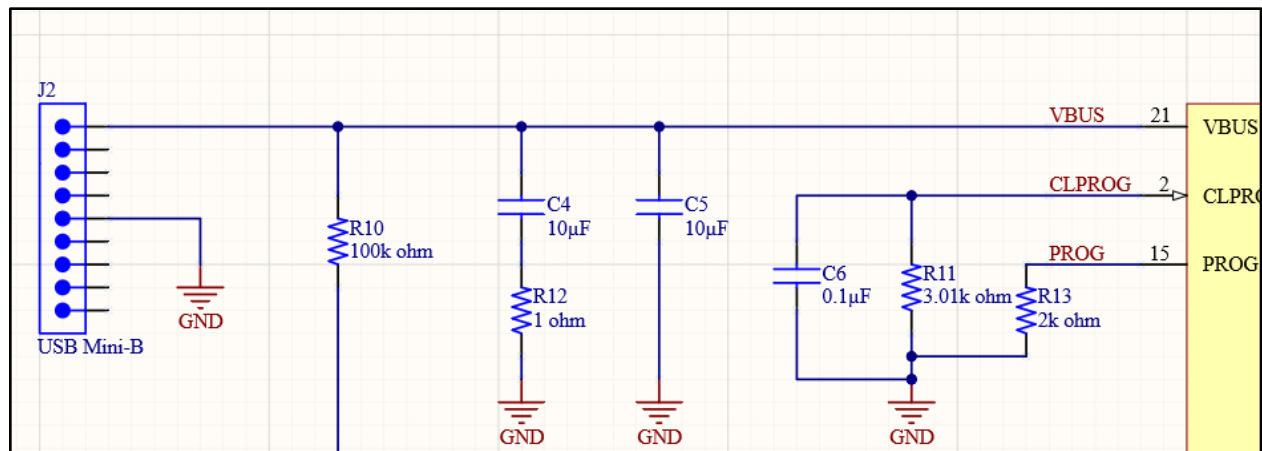 J2
VBUS
21
VBUS
CLPROG
2
CLPRO
PROG
15
PROG
C4
10µF
C5
10µF
R10
100k ohm
C6
0.1µF
R11
3.01k ohm
R12
1 ohm
R13
2k ohm
GND
USB Mini-B
GND
GND
GND